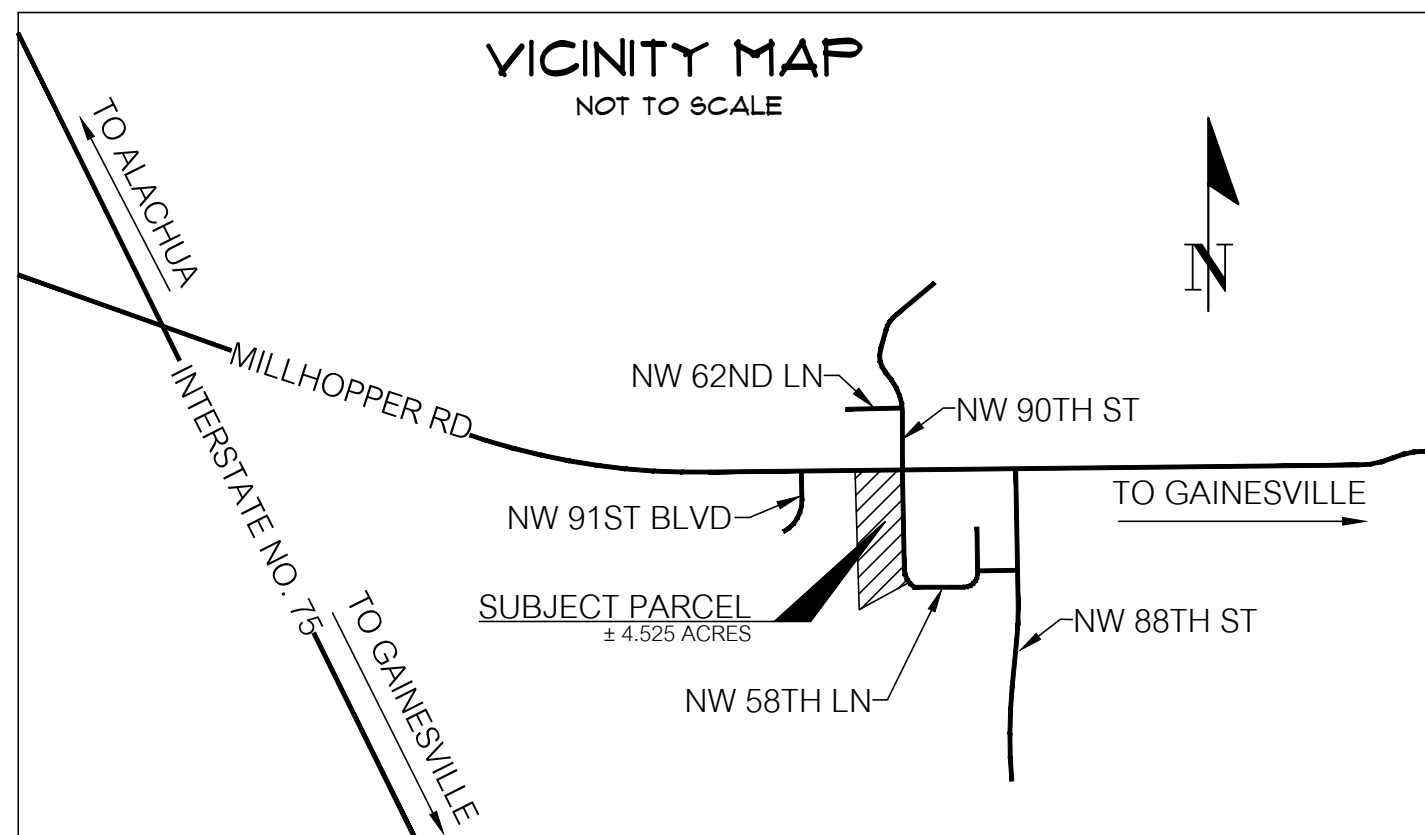 VICINITY MAP
NOT TO SCALE
TO ALACHUA
N
MILLHOPPER RD
NW 62ND LN
NW 90TH ST
INTERSTATE NO. 75
NW 91ST BLVD
TO GAINESVILLE
SUBJECT PARCEL
± 4.525 ACRES
TO GAINESVILLE
NW 88TH ST
NW 58TH LN